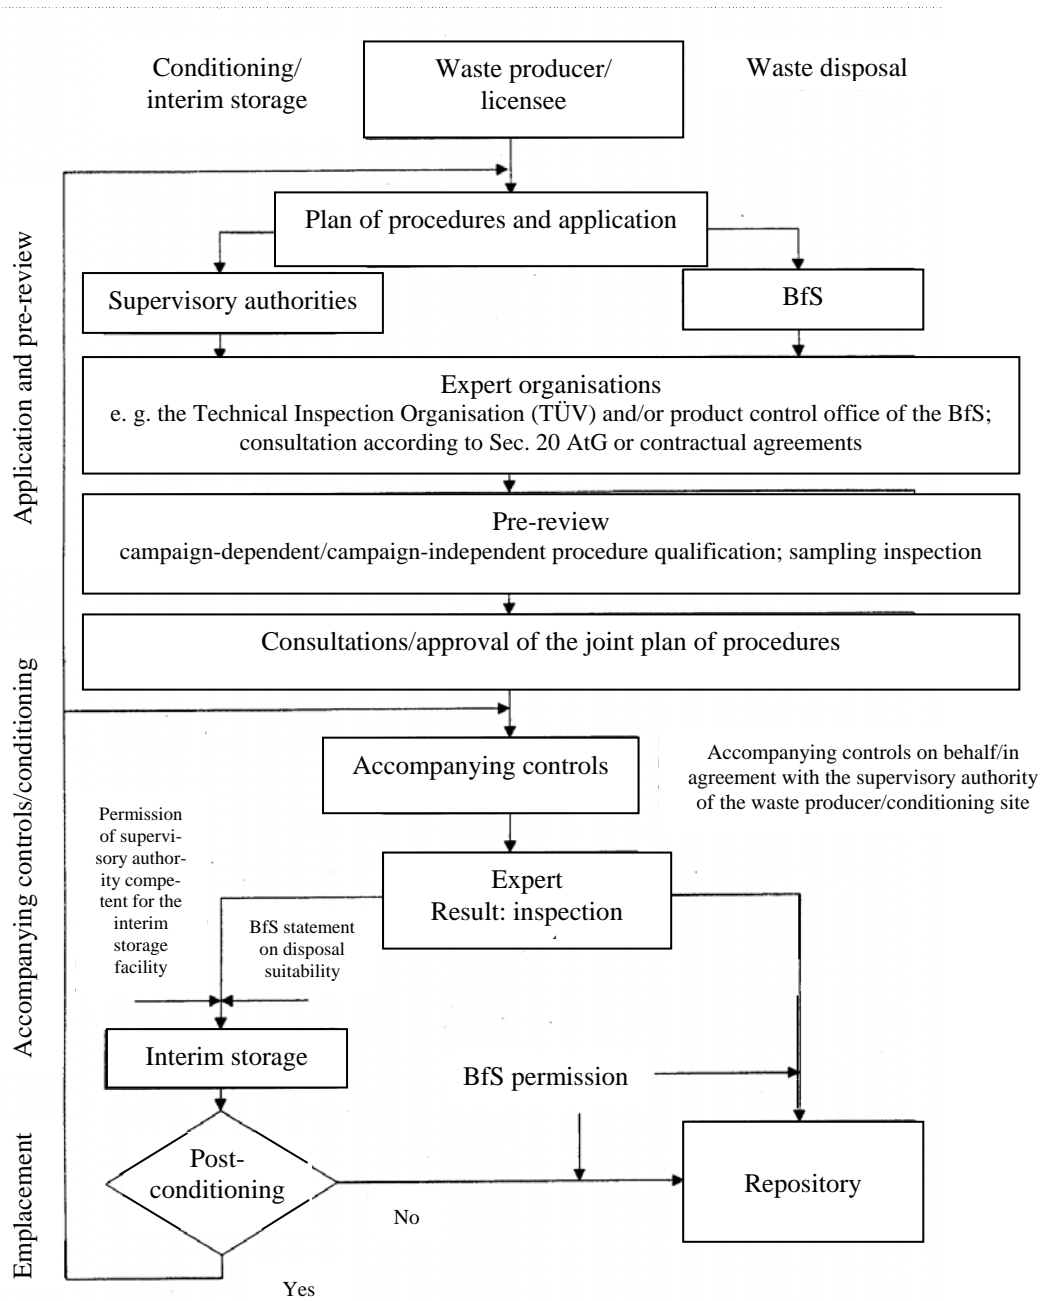 Conditioning/
interim storage
Waste producer/
licensee
Waste disposal
Plan of procedures and application
Supervisory authorities
BfS
Application and pre-review
Expert organisations
e. g. the Technical Inspection Organisation (TÜV) and/or product control office of the BfS;
consultation according to Sec. 20 AtG or contractual agreements
Pre-review
campaign-dependent/campaign-independent procedure qualification; sampling inspection
Consultations/approval of the joint plan of procedures
Accompanying controls/conditioning
Accompanying controls
Accompanying controls on behalf/in
agreement with the supervisory authority
of the waste producer/conditioning site
Permission
of supervi-
sory author-
ity compe-
tent for the
interim
storage
facility
BfS statement
on disposal
suitability
Expert
Result: inspection
Interim storage
BfS permission
Emplacement
Post-
conditioning
No
Yes
Repository